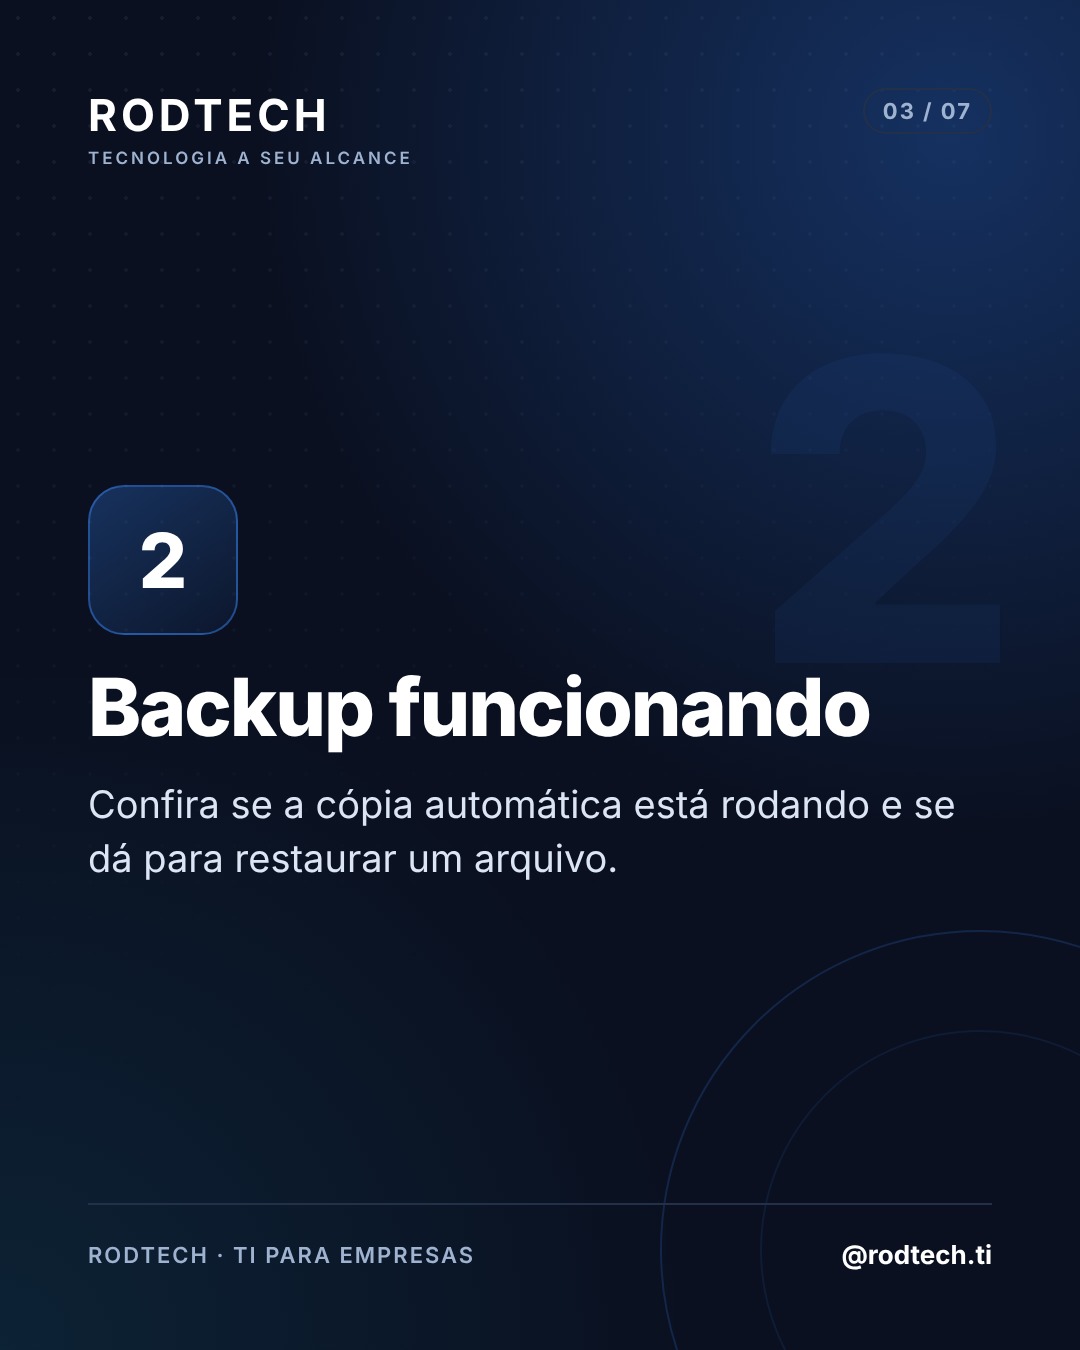 RODTECH
TECNOLOGIA A SEU ALCANCE
03 / 07
2
2
Backup funcionando
Confira se a cópia automática está rodando e se
dá para restaurar um arquivo.
RODTECH · TI PARA EMPRESAS
@rodtech.ti